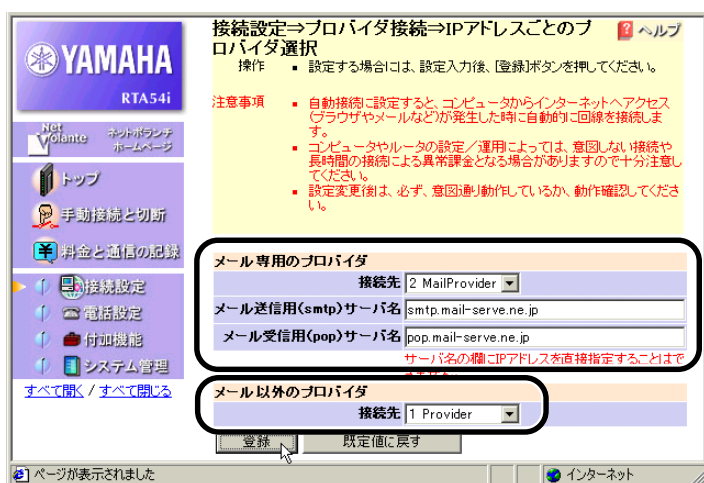 YAMAHA
RTA54i
Net Volante ネットボランチ
ホームページ
トップ
手動接続と切断
料金と通信の記録
接続設定
電話設定
付加機能
システム管理
すべて開く / すべて閉じる
接続設定⇒プロバイダ接続⇒IPアドレスごとのプ
ロバイダ選択
ヘルプ
操作 ▪ 設定する場合には、設定入力後、[登録]ボタンを押してください。
注意事項 ▪ 自動接続に設定すると、コンピュータからインターネットへアクセス
(ブラウザやメールなど)が発生した時に自動的に回線を接続しま
す。
▪ コンピュータやルータの設定／運用によっては、意図しない接続や
長時間の接続による異常課金となる場合がありますので十分注意し
てください。
▪ 設定変更後は、必ず、意図通り動作しているか、動作確認してくださ
い。
メール専用のプロバイダ
接続先 2 MailProvider
メール送信用(smtp)サーバ名 smtp.mail-serve.ne.jp
メール受信用(pop)サーバ名 pop.mail-serve.ne.jp
サーバ名の欄にIPアドレスを直接指定することはで
メール以外のプロバイダ
接続先 1 Provider
登録 既定値に戻す
ページが表示されました インターネット